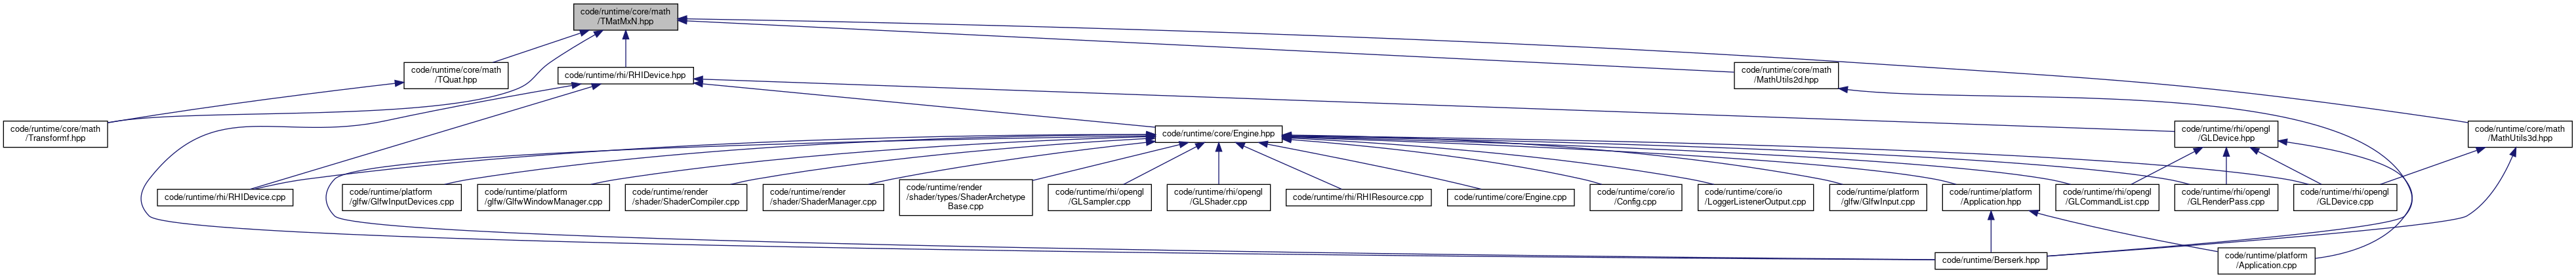 code/runtime/core/math
/TMatMxN.hpp
code/runtime/core/math
/TQuat.hpp
code/runtime/rhi/RHIDevice.hpp
code/runtime/core/math
/MathUtils2d.hpp
code/runtime/core/math
/Transformf.hpp
code/runtime/core/Engine.hpp
code/runtime/rhi/opengl
/GLDevice.hpp
code/runtime/core/math
/MathUtils3d.hpp
code/runtime/rhi/RHIDevice.cpp
code/runtime/platform
/glfw/GlfwInputDevices.cpp
code/runtime/platform
/glfw/GlfwWindowManager.cpp
code/runtime/render
/shader/ShaderCompiler.cpp
code/runtime/render
/shader/ShaderManager.cpp
code/runtime/render
/shader/types/ShaderArchetype
Base.cpp
code/runtime/rhi/opengl
/GLSampler.cpp
code/runtime/rhi/opengl
/GLShader.cpp
code/runtime/rhi/RHIResource.cpp
code/runtime/core/Engine.cpp
code/runtime/core/io
/Config.cpp
code/runtime/core/io
/LoggerListenerOutput.cpp
code/runtime/platform
/glfw/GlfwInput.cpp
code/runtime/platform
/Application.hpp
code/runtime/rhi/opengl
/GLCommandList.cpp
code/runtime/rhi/opengl
/GLRenderPass.cpp
code/runtime/rhi/opengl
/GLDevice.cpp
code/runtime/Berserk.hpp
code/runtime/platform
/Application.cpp